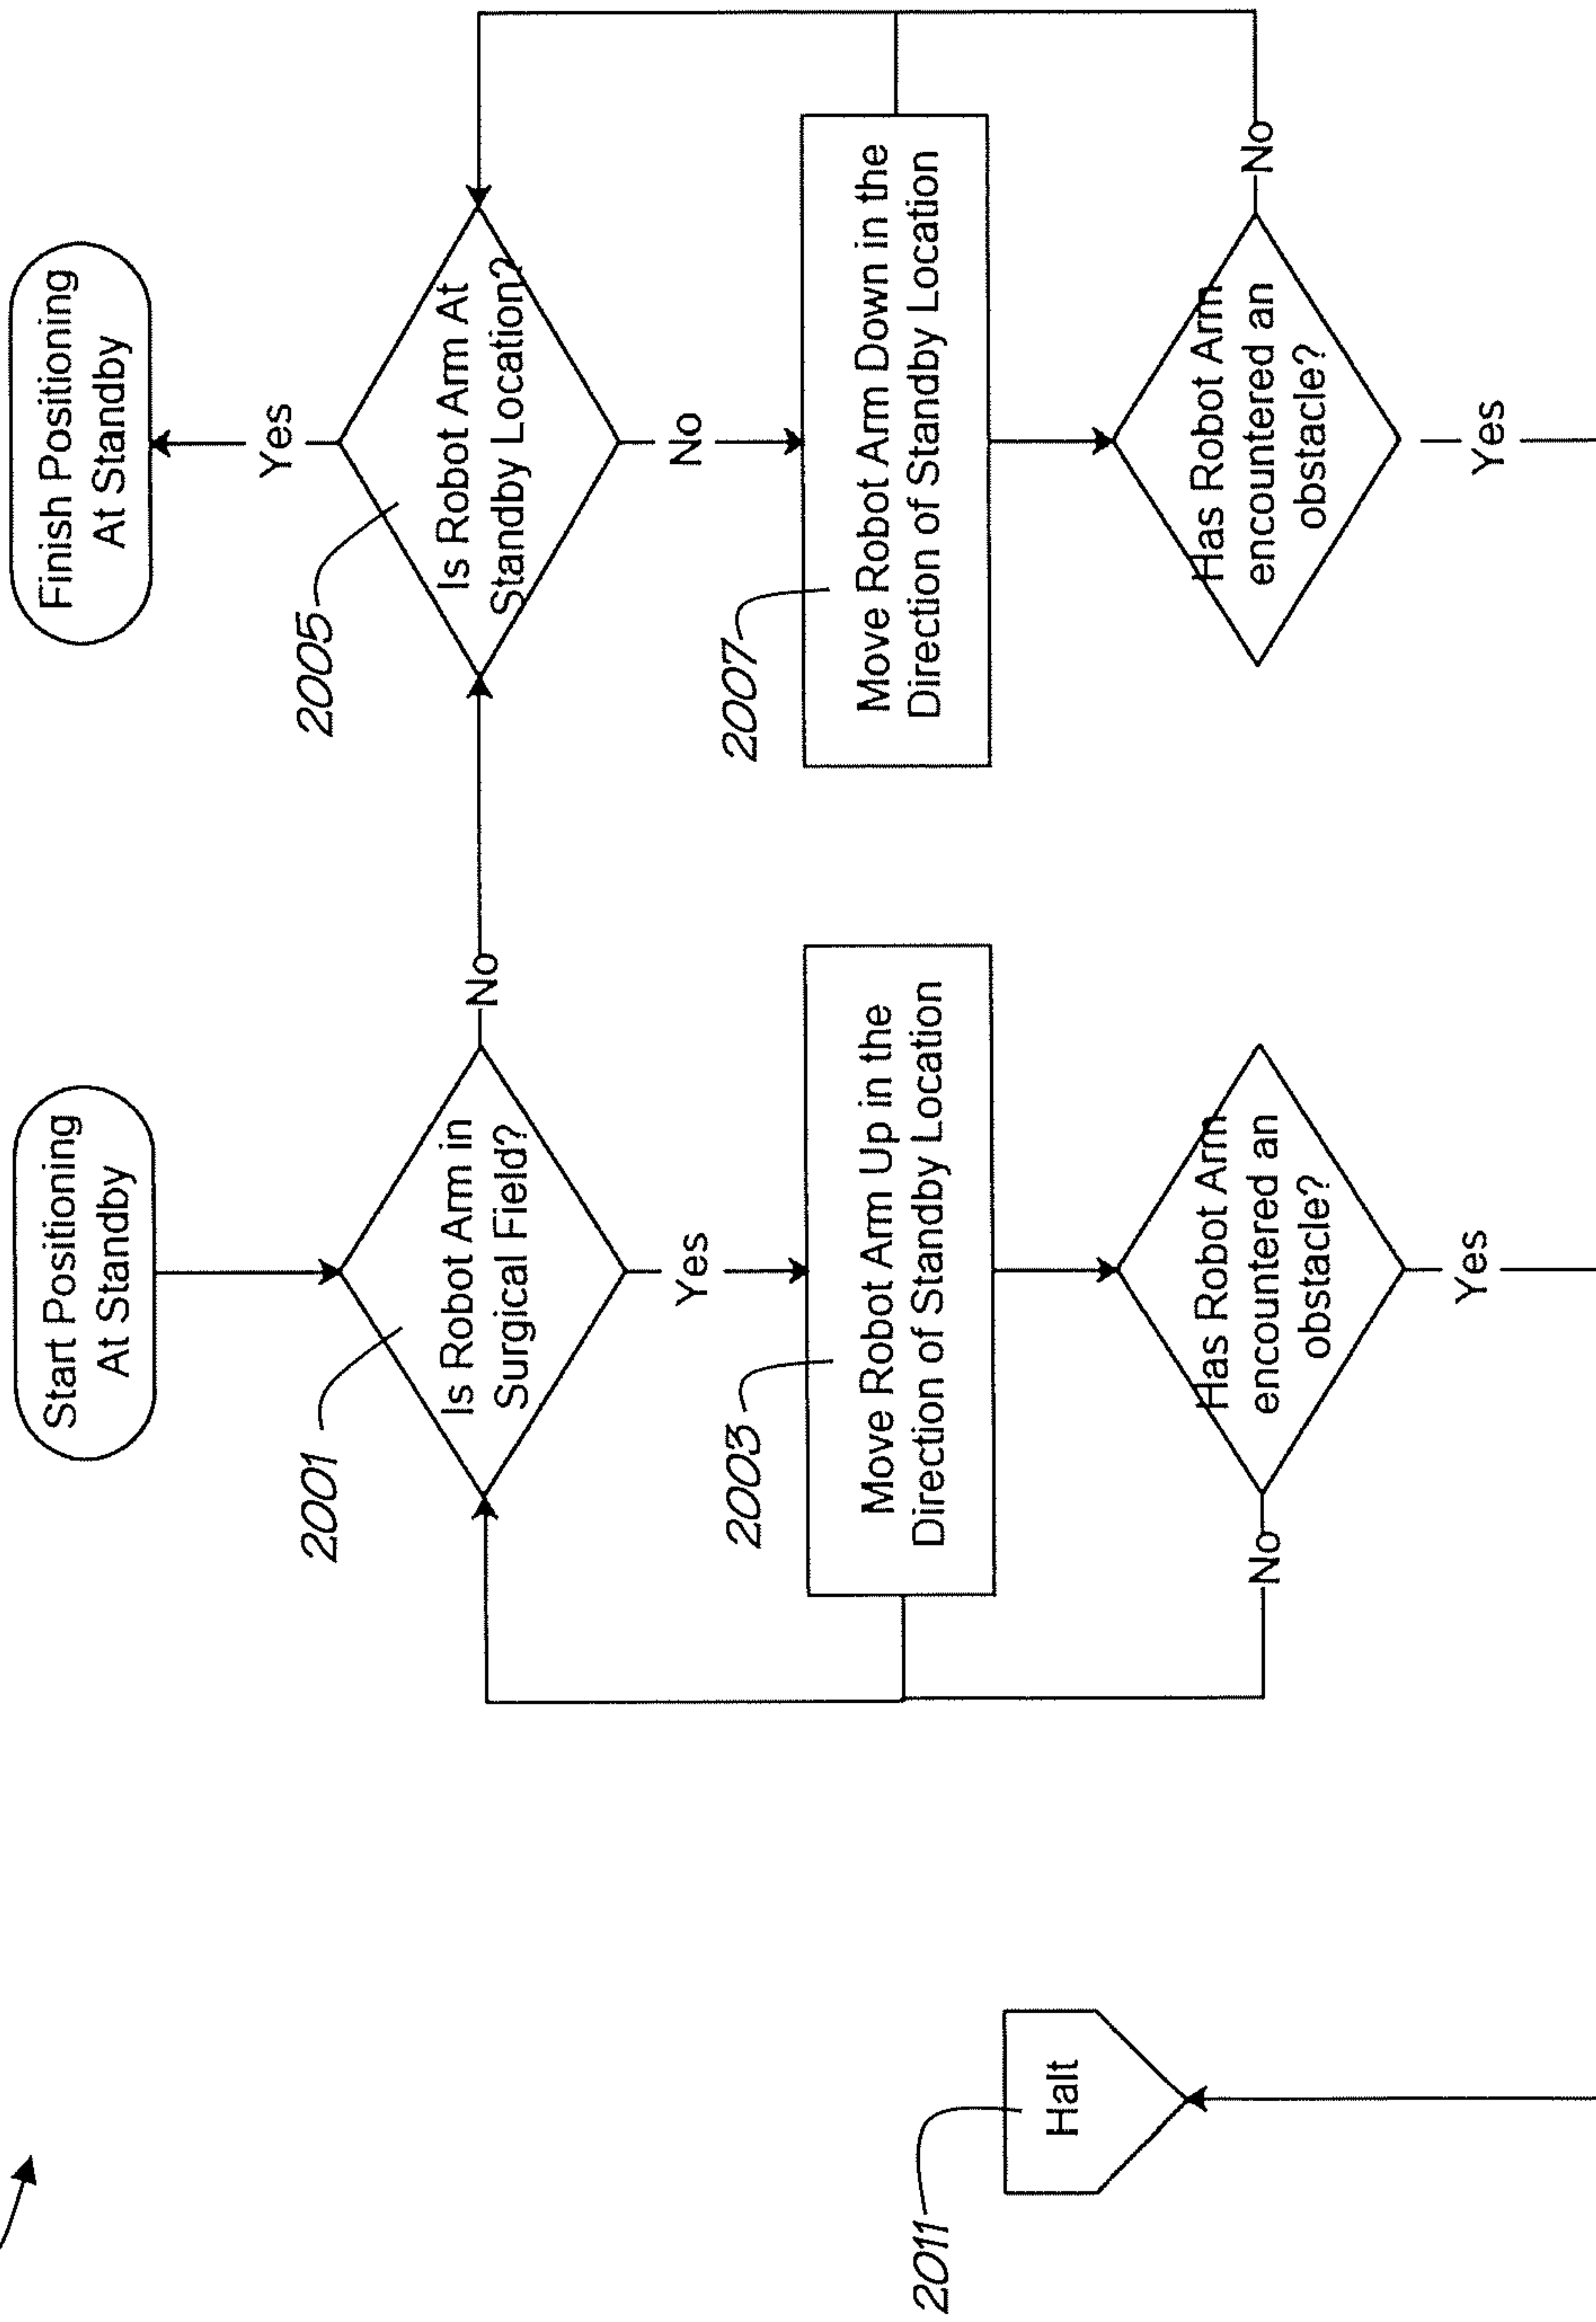 Start Positioning
At Standby
2001
Is Robot Arm in
Surgical Field?
No
Yes
2003
Move Robot Arm Up in the
Direction of Standby Location
Has Robot Arm
encountered an
obstacle?
No
Yes
2011
Halt
Finish Positioning
At Standby
Yes
2005
Is Robot Arm At
Standby Location?
No
2007
Move Robot Arm Down in the
Direction of Standby Location
Has Robot Arm
encountered an
obstacle?
No
Yes